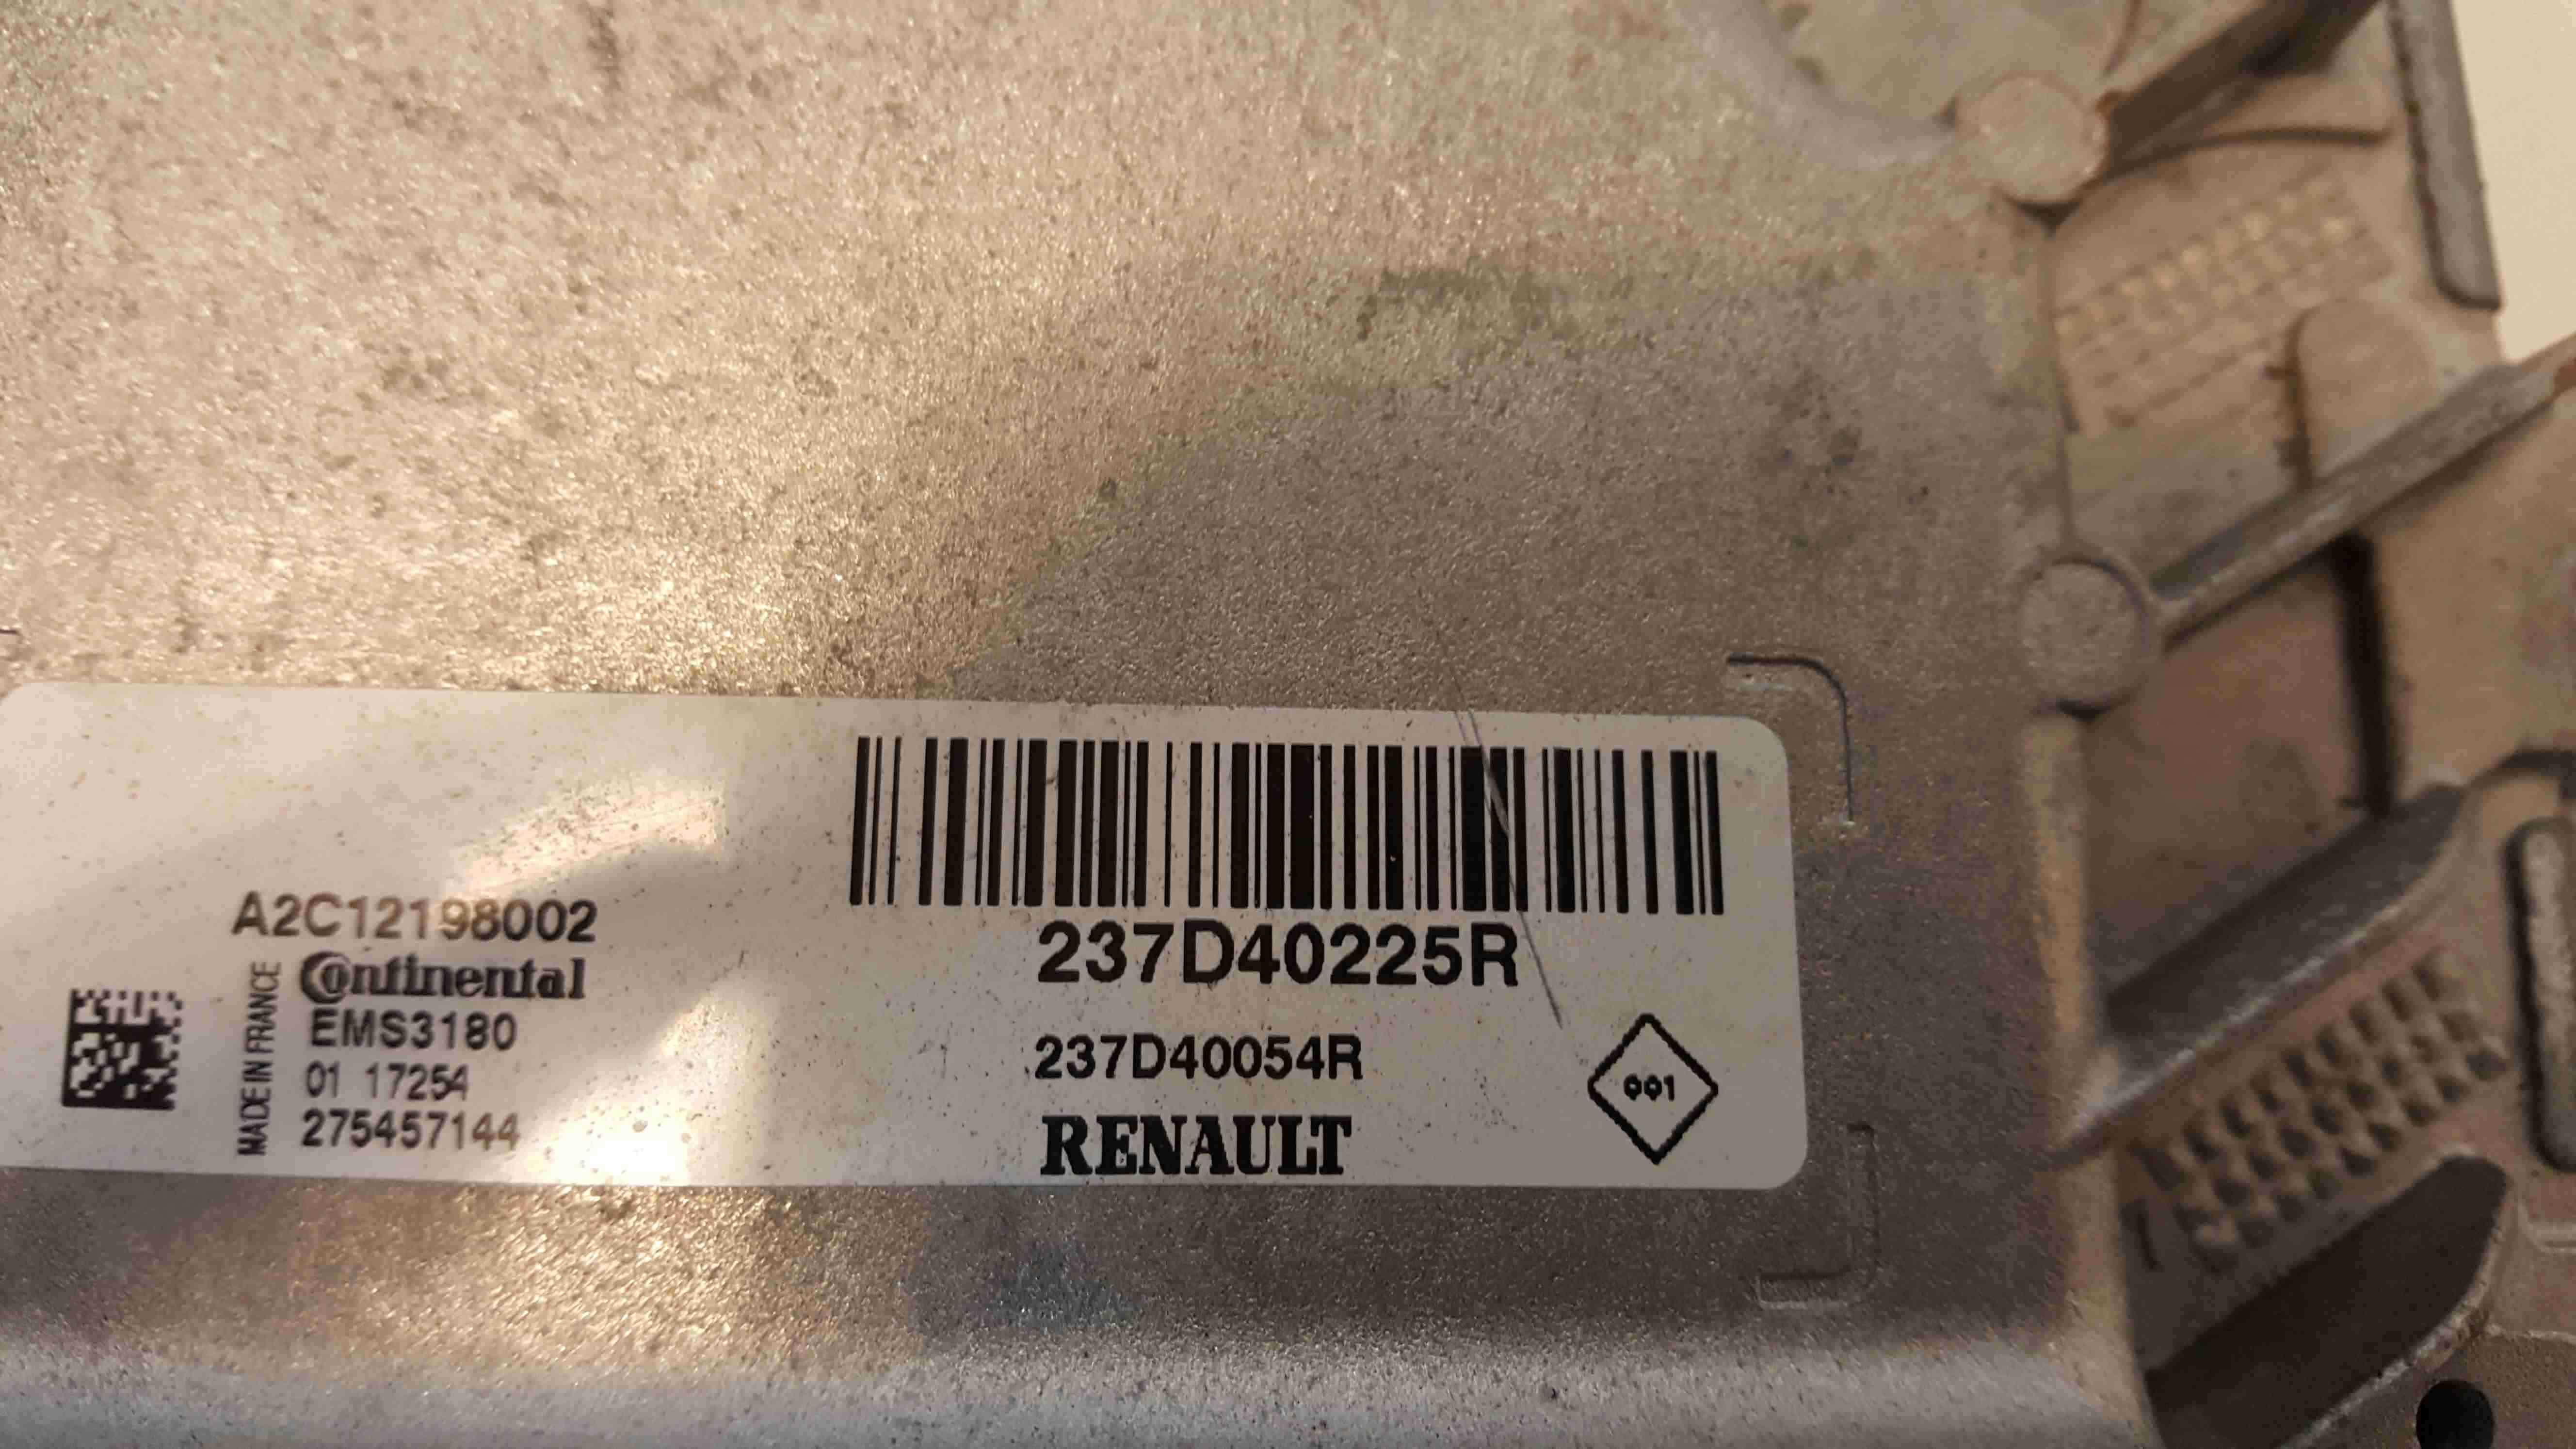 A2C12198002
MADE IN FRANCE
Continental
EMS3180
01 17254
275457144
237D40225R
237D40054R
RENAULT
001